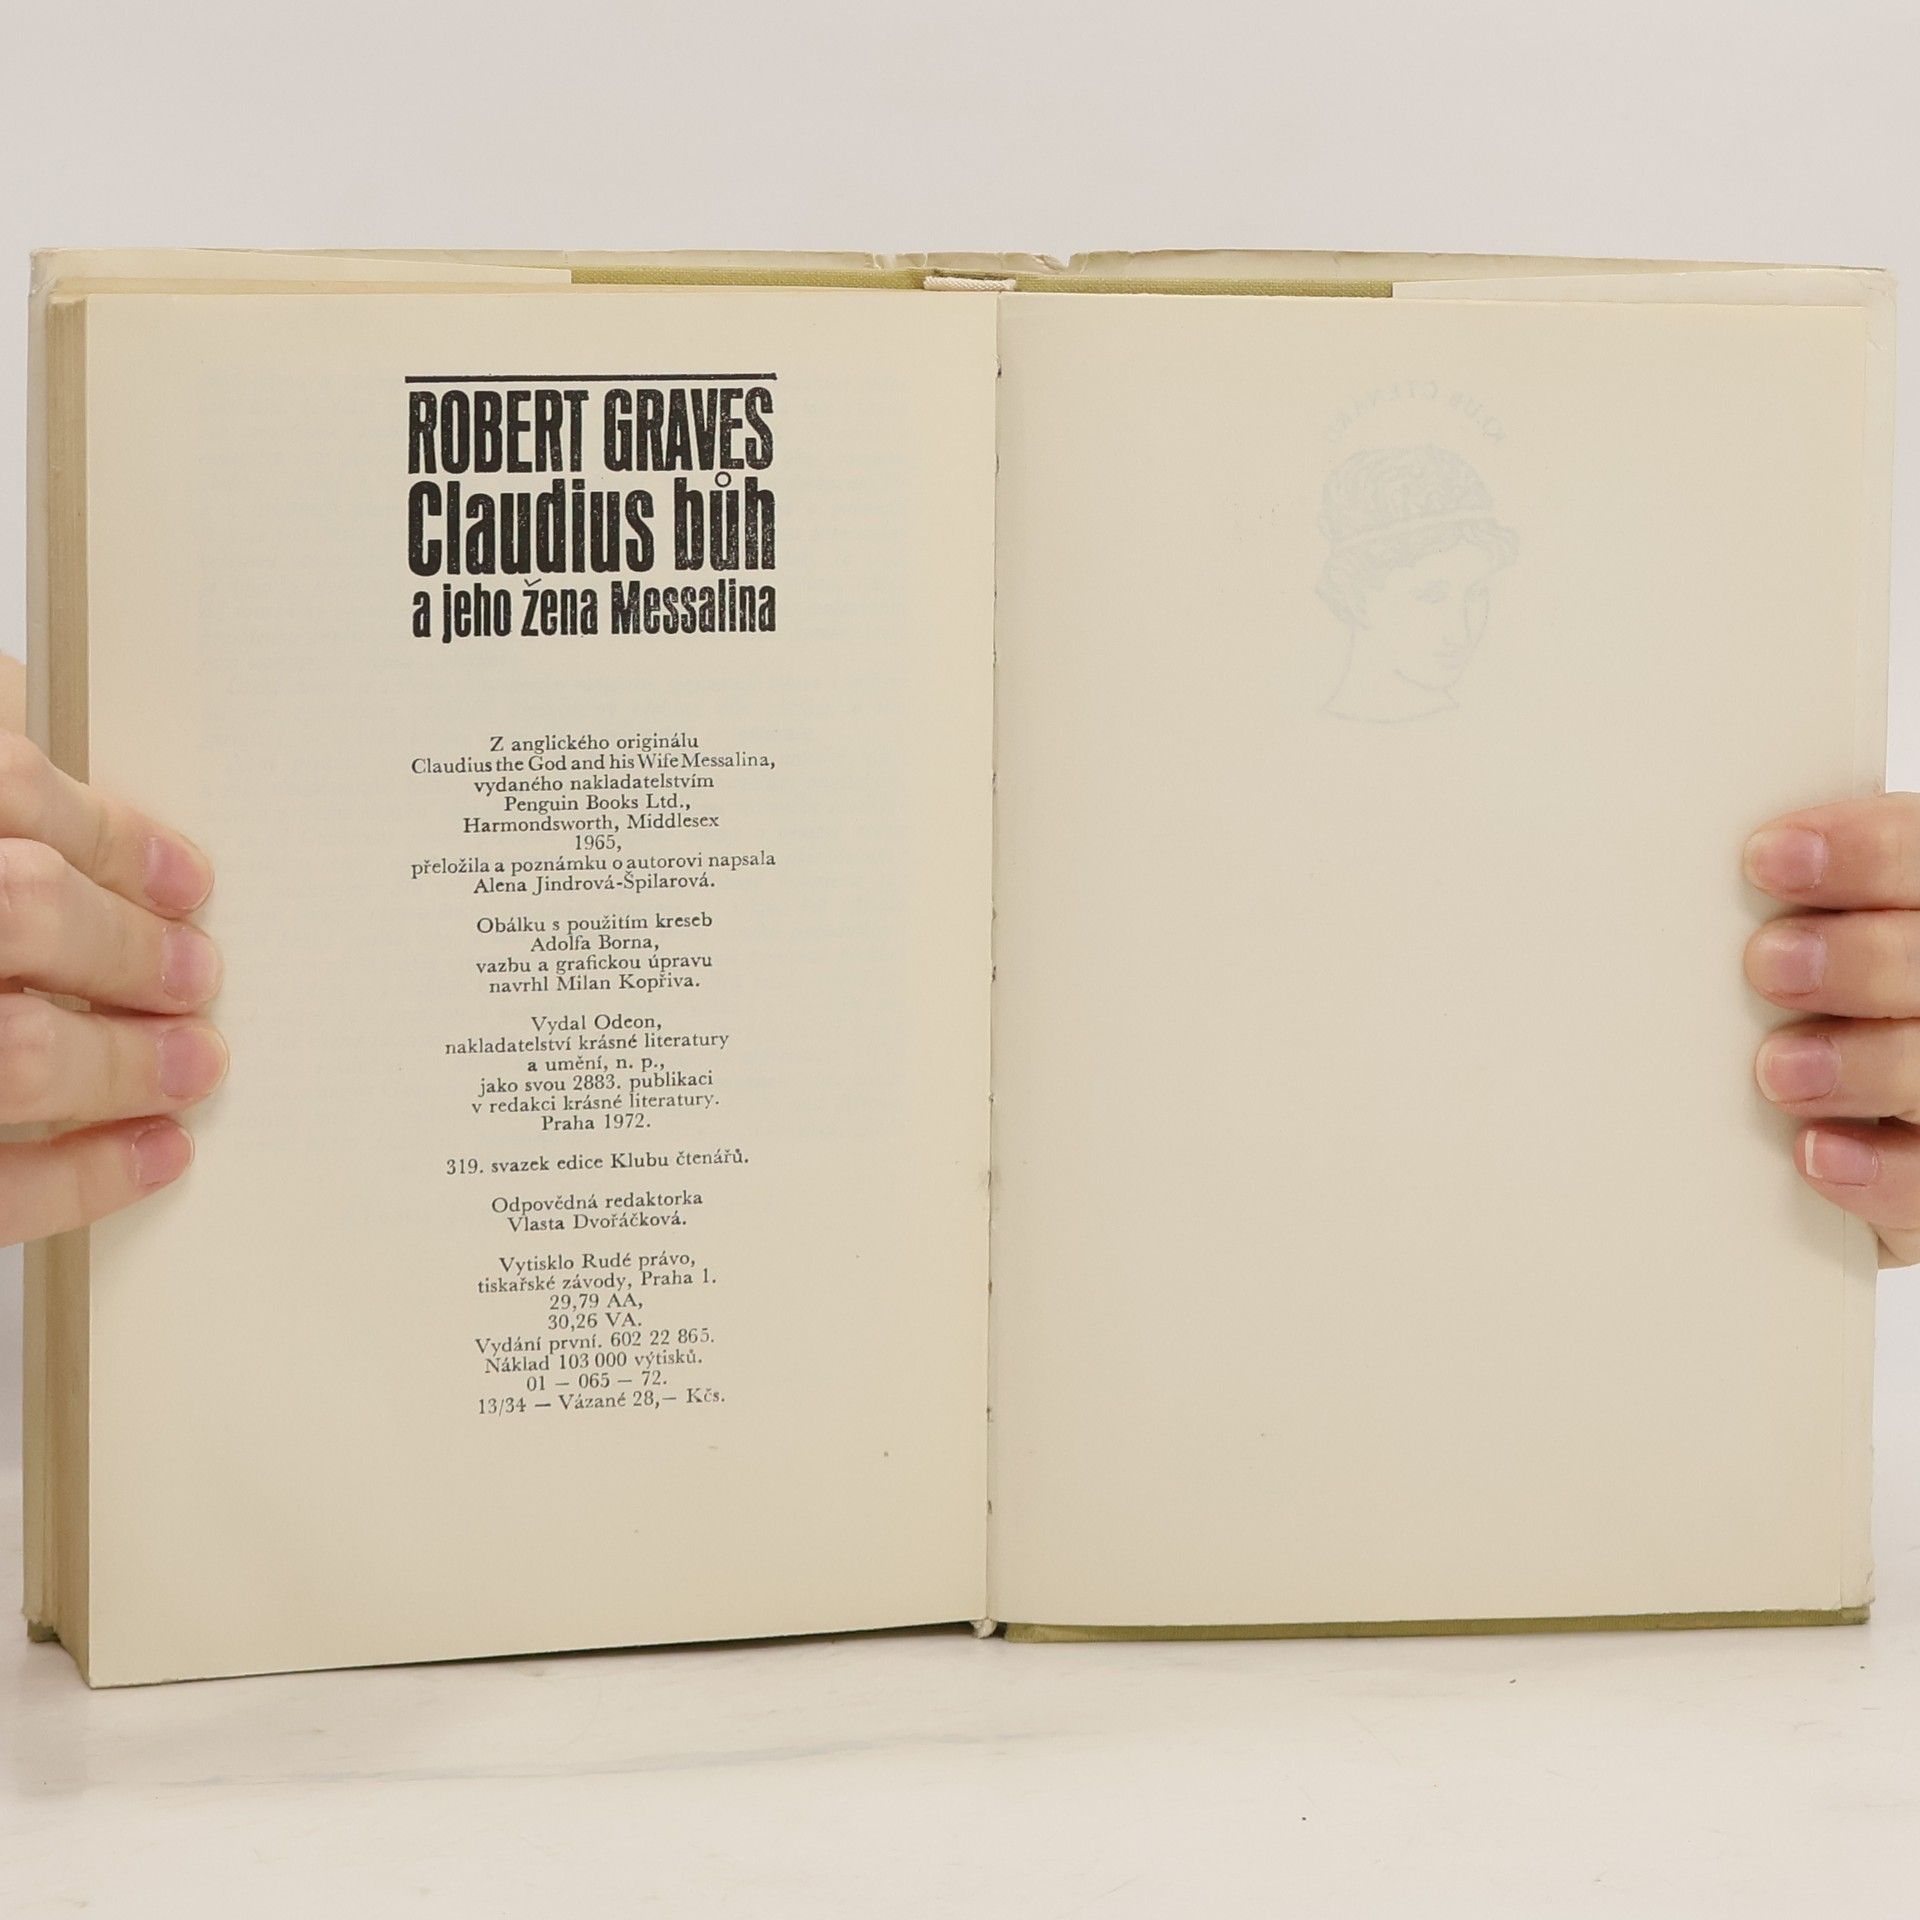 ROBERT GRAVES
Claudius bůh
a jeho žena Messalina
Z anglického originálu
Claudius the God and his Wife Messalina,
vydaného nakladatelstvím
Penguin Books Ltd.,
Harmondsworth, Middlesex
1965,
přeložila a poznámku o autorovi napsala
Alena Jindrová-Špilarová.
Obálku s použitím kreseb
Adolfa Borna,
vazbu a grafickou úpravu
navrhl Milan Kopřiva.
Vydal Odeon,
nakladatelství krásné literatury
a umění, n. p.,
jako svou 2883. publikaci
v redakci krásné literatury.
Praha 1972.
319. svazek edice Klubu čtenářů.
Odpovědná redaktorka
Vlasta Dvořáčková.
Vytisklo Rudé právo,
tiskařské závody, Praha 1.
29,79 AA,
30,26 VA.
Vydání první. 602 22 865.
Náklad 103 000 výtisků.
01 — 065 — 72.
13/34 — Vázané 28,— Kčs.